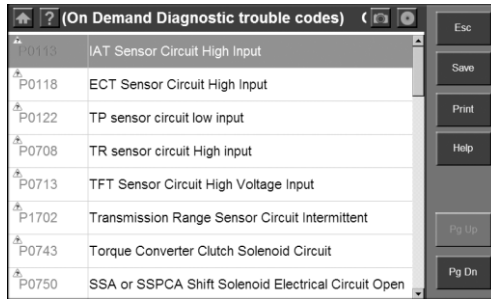 ? (On Demand Diagnostic trouble codes) (
Esc
P0113 IAT Sensor Circuit High Input
Save
P0118 ECT Sensor Circuit High Input
P0122 TP sensor circuit low input
Print
P0708 TR sensor circuit High input
Help
P0713 TFT Sensor Circuit High Voltage Input
P1702 Transmission Range Sensor Circuit Intermittent
Pg Up
P0743 Torque Converter Clutch Solenoid Circuit
P0750 SSA or SSPCA Shift Solenoid Electrical Circuit Open
Pg Dn